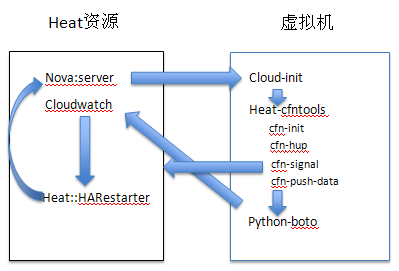 Heat资源
虚拟机
Nova:server
Cloudwatch
Heat::HARestarter
Cloud-init
Heat-cfntools
cfn-init
cfn-hup
cfn-signal
cfn-push-data
Python-boto